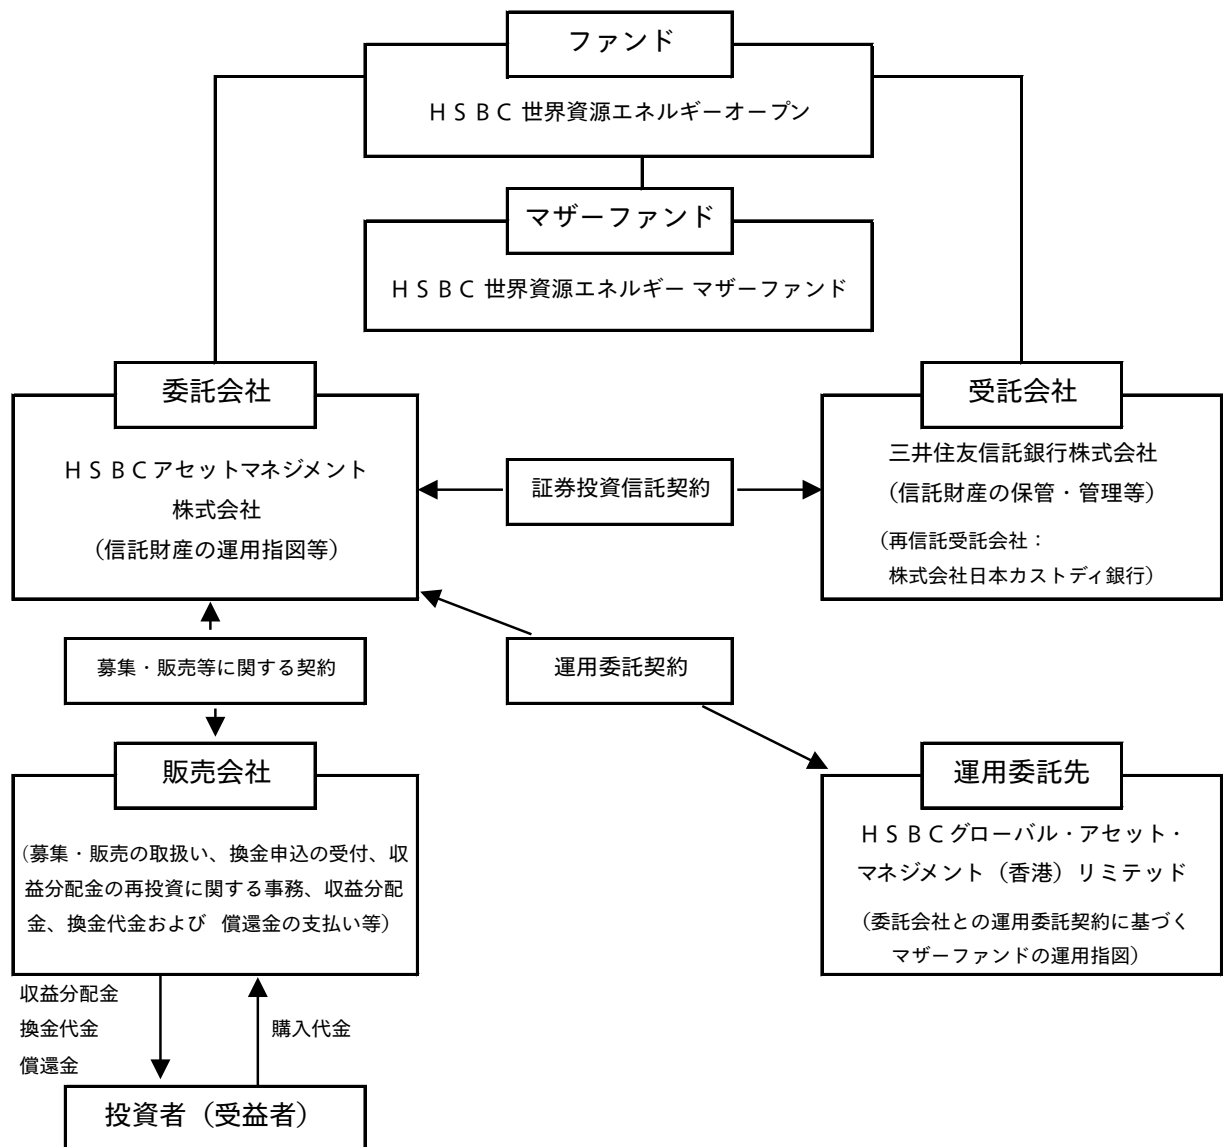 ファンド
ＨＳＢＣ 世界資源エネルギーオープン
マザーファンド
ＨＳＢＣ 世界資源エネルギー マザーファンド
委託会社
ＨＳＢＣアセットマネジメント
株式会社
（信託財産の運用指図等）
証券投資信託契約
受託会社
三井住友信託銀行株式会社
（信託財産の保管・管理等）
（再信託受託会社：
株式会社日本カストディ銀行）
募集・販売等に関する契約
運用委託契約
販売会社
（募集・販売の取扱い、換金申込の受付、収
益分配金の再投資に関する事務、収益分配
金、換金代金および 償還金の支払い等）
運用委託先
ＨＳＢＣグローバル・アセット・
マネジメント（香港）リミテッド
（委託会社との運用委託契約に基づく
マザーファンドの運用指図）
収益分配金
換金代金
償還金
購入代金
投資者（受益者）